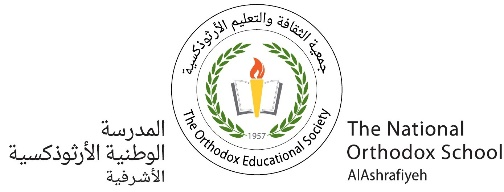 جمعية الثقافة والتعليم الأرثوذكسية
The Orthodox Educational Society
-1957-
المدرسة
الوطنية الأرثوذكسية
الأشرفية
The National
Orthodox School
AlAshrafiyeh